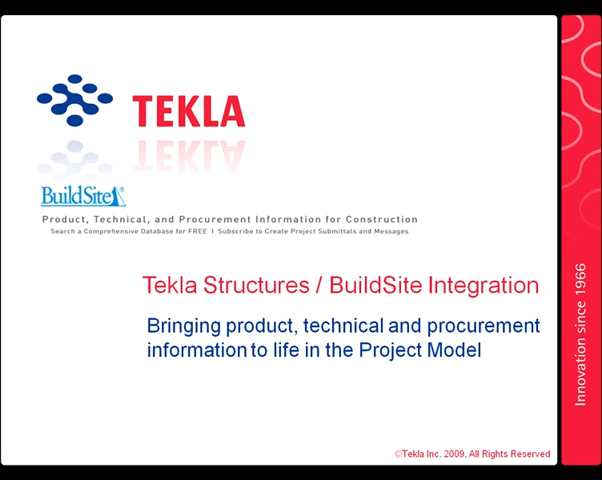 TEKLA
BuildSite®
Product, Technical, and Procurement Information for Construction
Search a Comprehensive Database for FREE | Subscribe to Create Project Submittals and Messages
Tekla Structures / BuildSite Integration
Bringing product, technical and procurement
information to life in the Project Model
©Tekla Inc. 2009, All Rights Reserved
Innovation since 1966